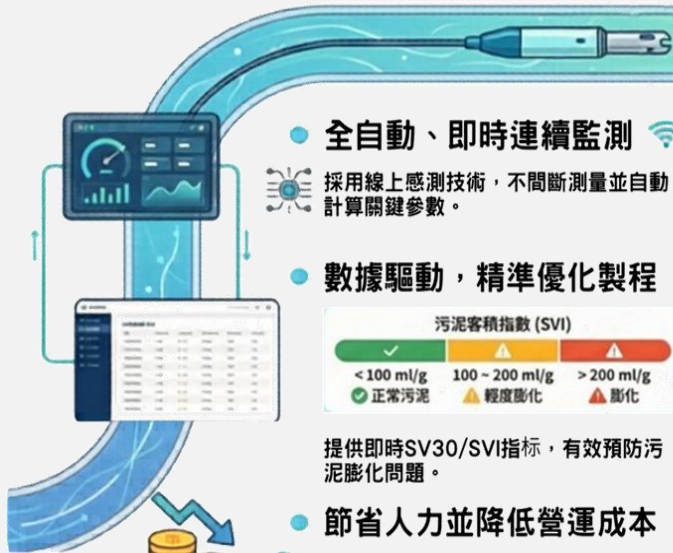 全自動、即時連續監測
採用線上感測技術,不間斷測量並自動
計算關鍵參數。
數據驅動,精準優化製程
污泥客積指數 (SVI)
< 100 ml/g 100 ~ 200 ml/g > 200 ml/g
正常污泥 輕度膨化 膨化
提供即時SV30/SVI指标,有效預防污
泥膨化問題。
節省人力並降低營運成本